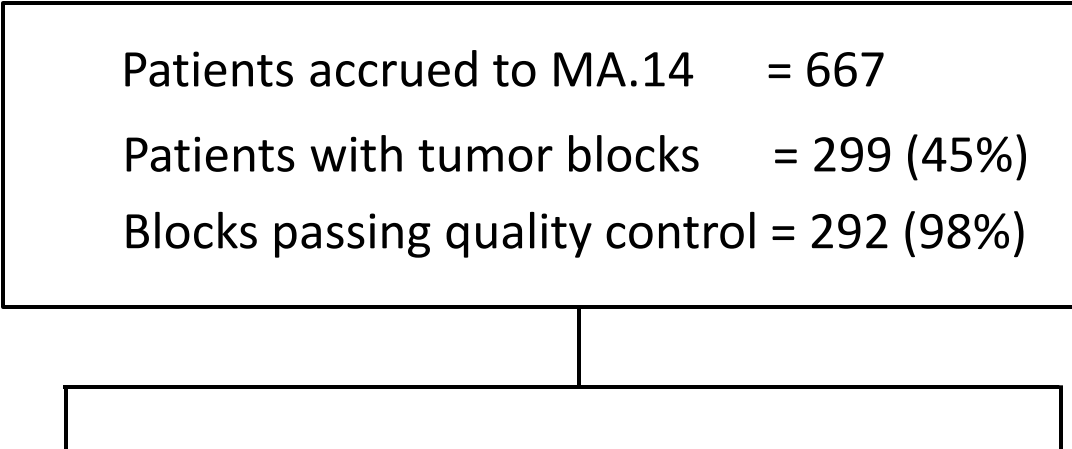 Patients accrued to MA.14 = 667
Patients with tumor blocks = 299 (45%)
Blocks passing quality control = 292 (98%)